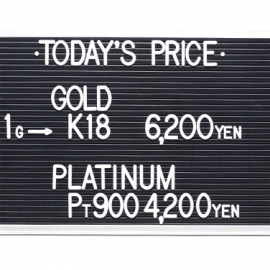 ·TODAY'S PRICE·
GOLD
1G→ K18 6,200YEN
PLATINUM
PT900 4,200YEN